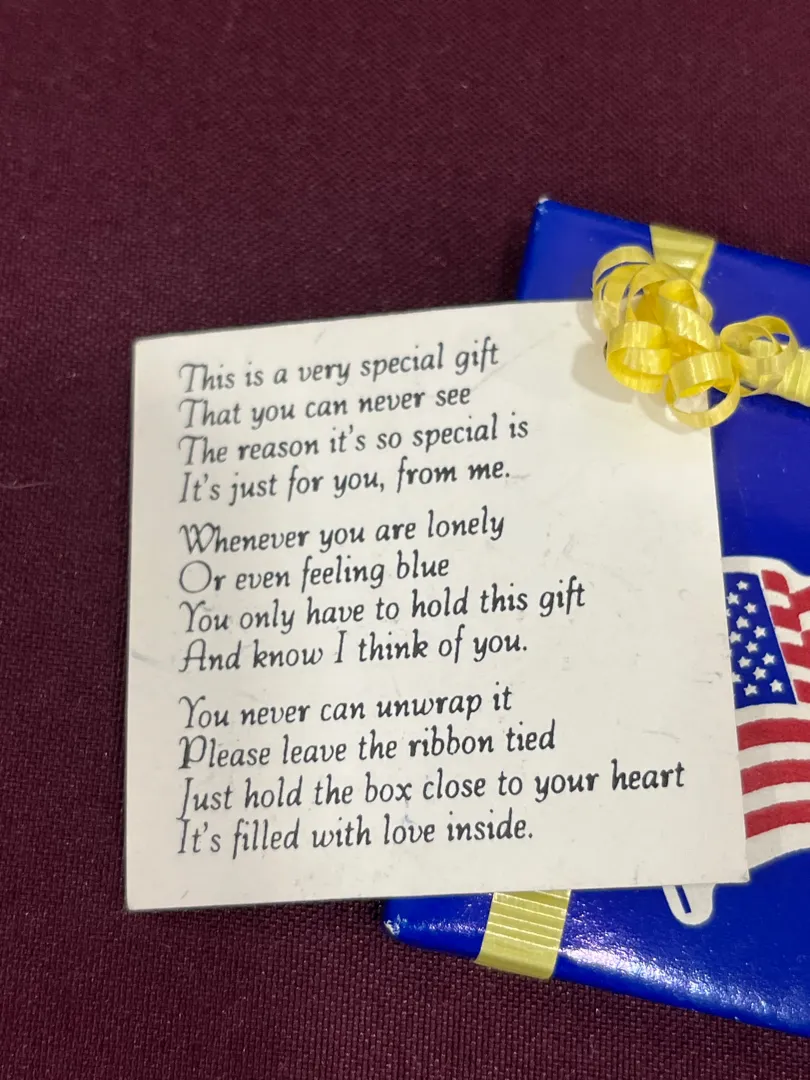 This is a very special gift
That you can never see
The reason it's so special is
It's just for you, from me.
Whenever you are lonely
Or even feeling blue
You only have to hold this gift
And know I think of you.
You never can unwrap it
Please leave the ribbon tied
Just hold the box close to your heart
It's filled with love inside.